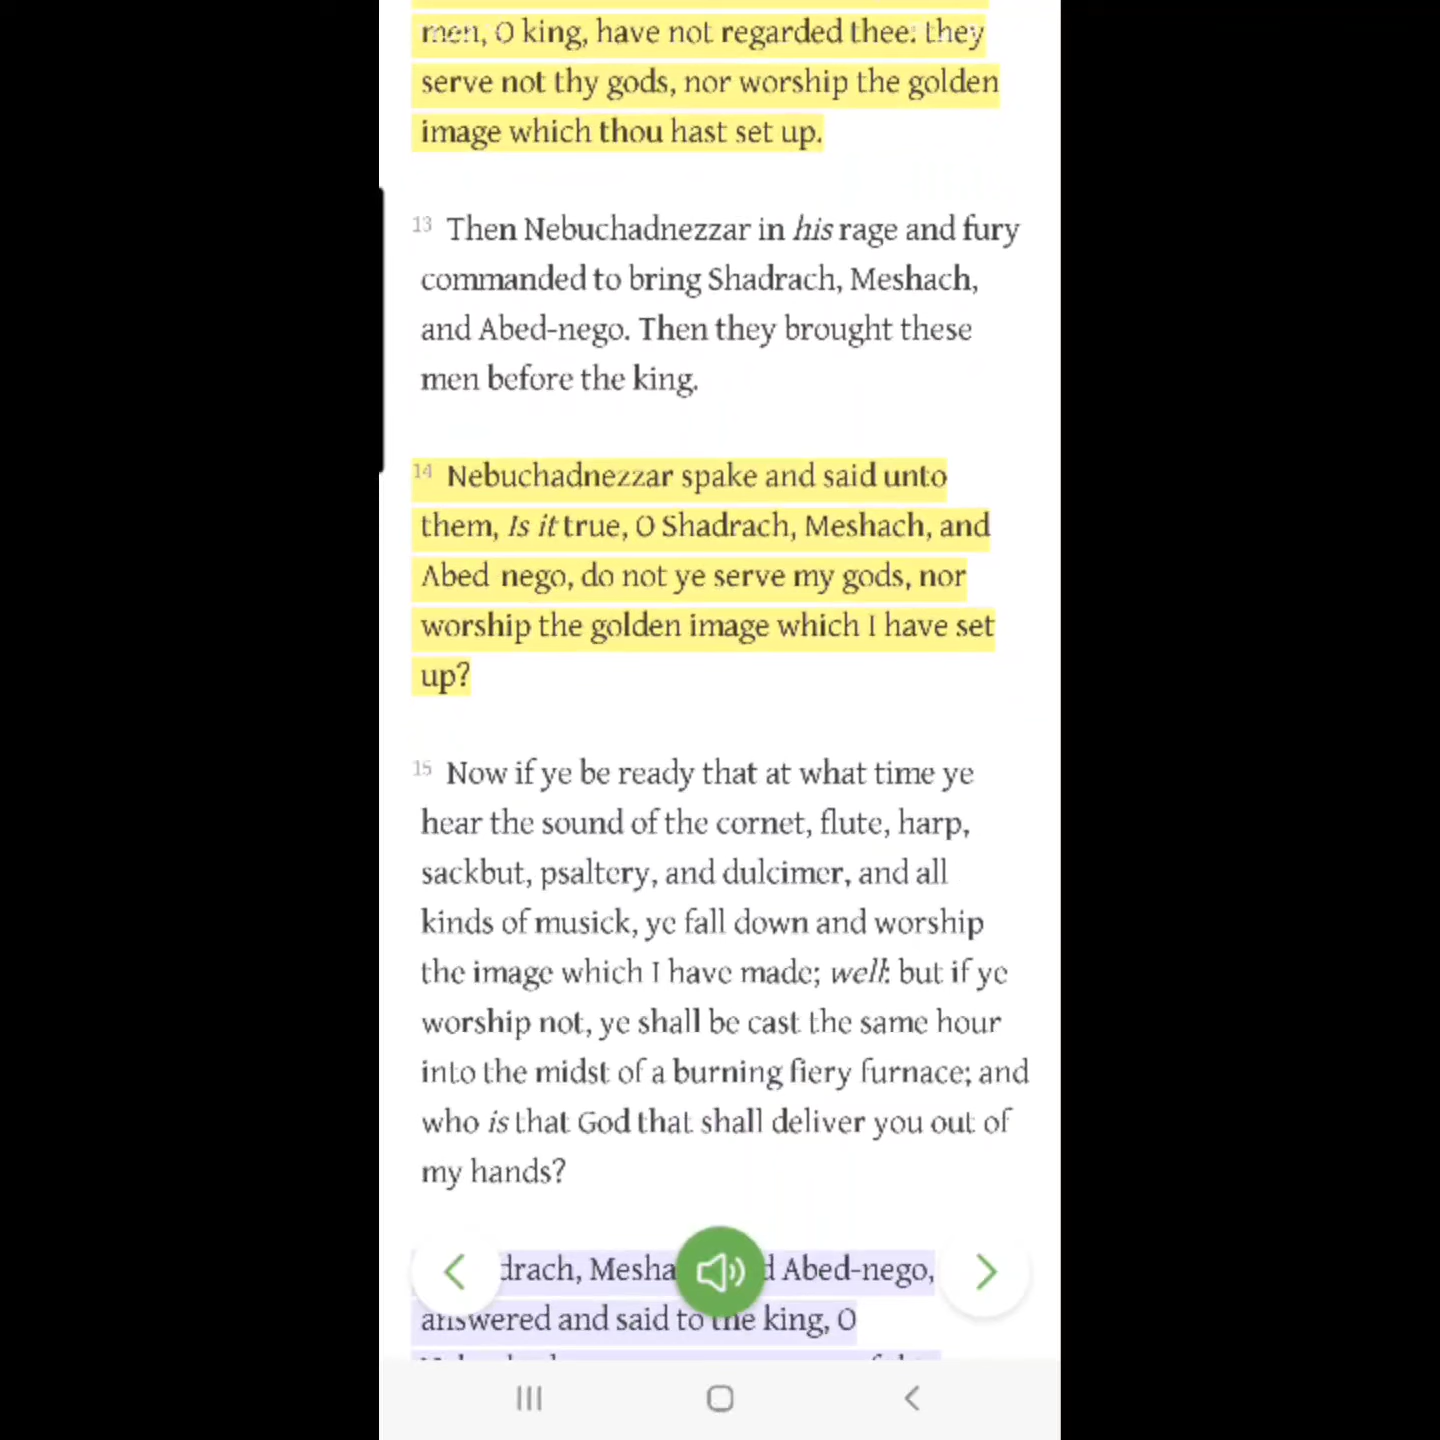 men, O king, have not regarded thee: they
serve not thy gods, nor worship the golden
image which thou hast set up.
13 Then Nebuchadnezzar in his rage and fury
commanded to bring Shadrach, Meshach,
and Abed-nego. Then they brought these
men before the king.
14 Nebuchadnezzar spake and said unto
them, Is it true, O Shadrach, Meshach, and
Abed nego, do not ye serve my gods, nor
worship the golden image which I have set
up?
15 Now if ye be ready that at what time ye
hear the sound of the cornet, flute, harp,
sackbut, psaltery, and dulcimer, and all
kinds of musick, ye fall down and worship
the image which I have made; well: but if ye
worship not, ye shall be cast the same hour
into the midst of a burning fiery furnace; and
who is that God that shall deliver you out of
my hands?
drach, Mesha d Abed-nego,
answered and said to the king, O